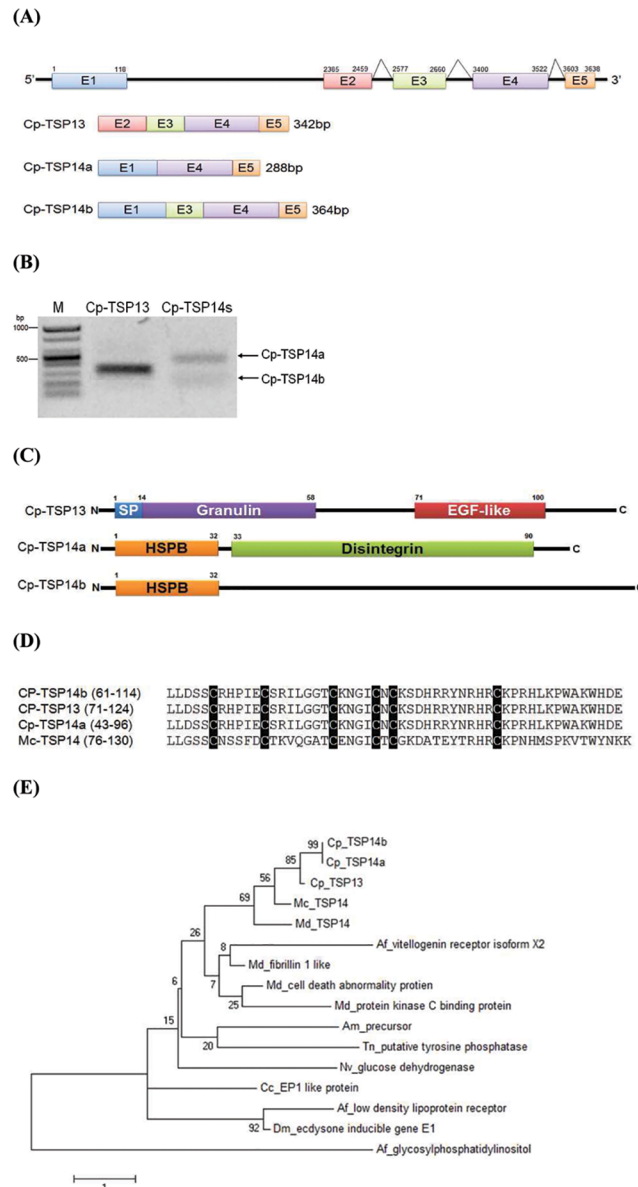 (A)
1 118 2365 2459 2577 2660 3400 3522 3603 3638
5' E1 E2 E3 E4 E5 3'
Cp-TSP13 E2 E3 E4 E5 342bp
Cp-TSP14a E1 E4 E5 288bp
Cp-TSP14b E1 E3 E4 E5 364bp
(B)
M Cp-TSP13 Cp-TSP14s
bp
1000
500
Cp-TSP14a
Cp-TSP14b
(C)
1 14 58 71 100
Cp-TSP13 N SP Granulin EGF-like C
1 32 33 90
Cp-TSP14a N HSPB Disintegrin C
1 32
Cp-TSP14b N HSPB C
(D)
CP-TSP14b (61-114) LLDSSCRHPIECSRILGGTCKNGICNCKSDHRRYNRHRCKPRHLKPWAKWHDE
CP-TSP13 (71-124) LLDSSCRHPIECSRILGGTCKNGICNCKSDHRRYNRHRCKPRHLKPWAKWHDE
Cp-TSP14a (43-96) LLDSSCRHPIECSRILGGTCKNGICNCKSDHRRYNRHRCKPRHLKPWAKWHDE
Mc-TSP14 (76-130) LLGSSCNSSFDCTKVQGATCENGICTCGKDATEYTRHRCKPNHMSPKVTWYNKK
(E)
99 Cp_TSP14b
85 Cp_TSP14a
56 Cp_TSP13
69 Mc_TSP14
26 Md_TSP14
8 Af_vitellogenin receptor isoform X2
6 7 Md_fibrillin 1 like
Md_cell death abnormality protien
25 Md_protein kinase C binding protein
15 Am_precursor
20 Tn_putative tyrosine phosphatase
Nv_glucose dehydrogenase
Cc_EP1 like protein
Af_low density lipoprotein receptor
92 Dm_ecdysone inducible gene E1
Af_glycosylphosphatidylinositol
1